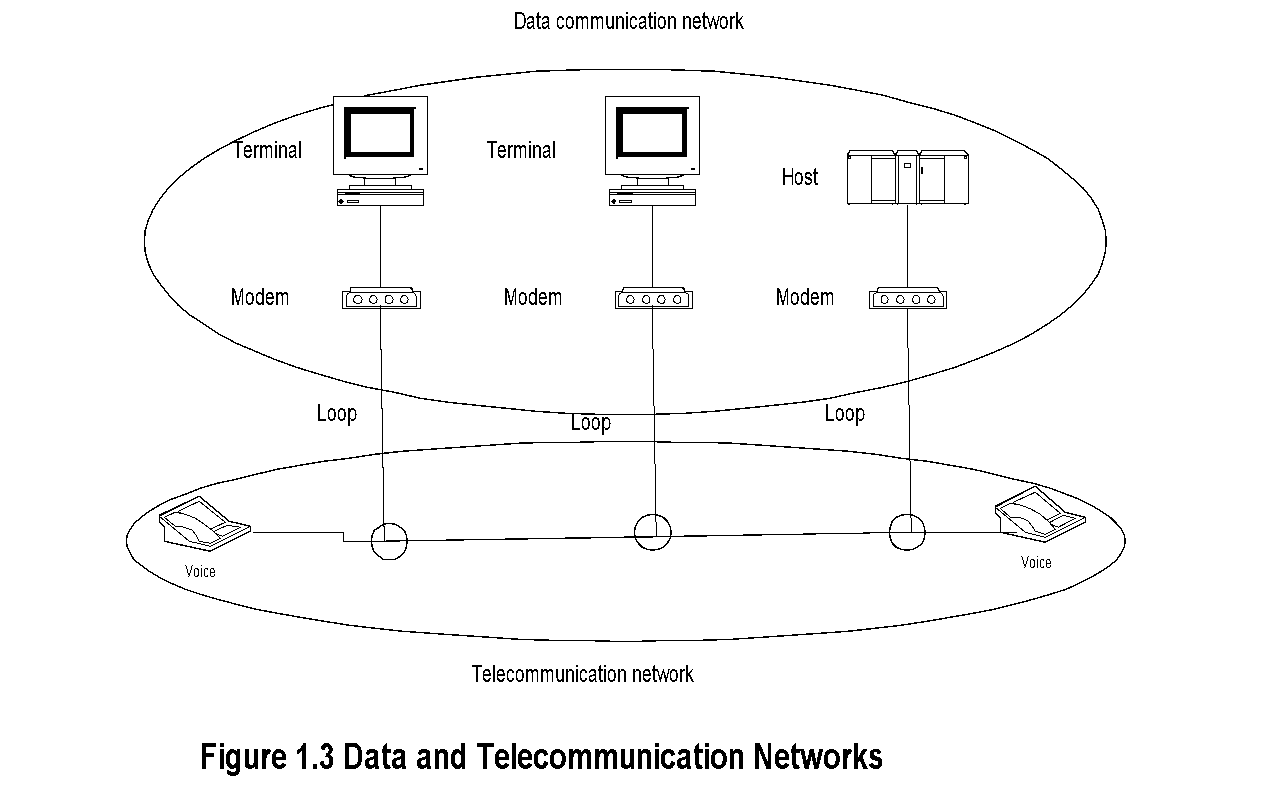 Data communication network
Terminal
Terminal
Host
Modem
Modem
Modem
Loop
Loop
Loop
Voice
Voice
Telecommunication network
Figure 1.3 Data and Telecommunication Networks